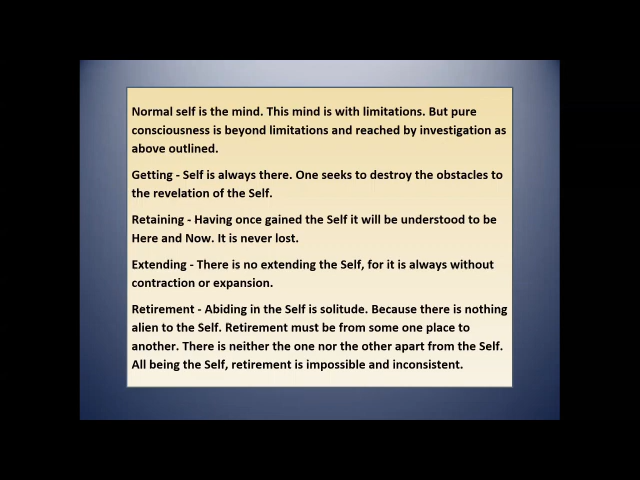 Normal self is the mind. This mind is with limitations. But pure
consciousness is beyond limitations and reached by investigation as
above outlined.
Getting - Self is always there. One seeks to destroy the obstacles to
the revelation of the Self.
Retaining - Having once gained the Self it will be understood to be
Here and Now. It is never lost.
Extending - There is no extending the Self, for it is always without
contraction or expansion.
Retirement - Abiding in the Self is solitude. Because there is nothing
alien to the Self. Retirement must be from some one place to
another. There is neither the one nor the other apart from the Self.
All being the Self, retirement is impossible and inconsistent.